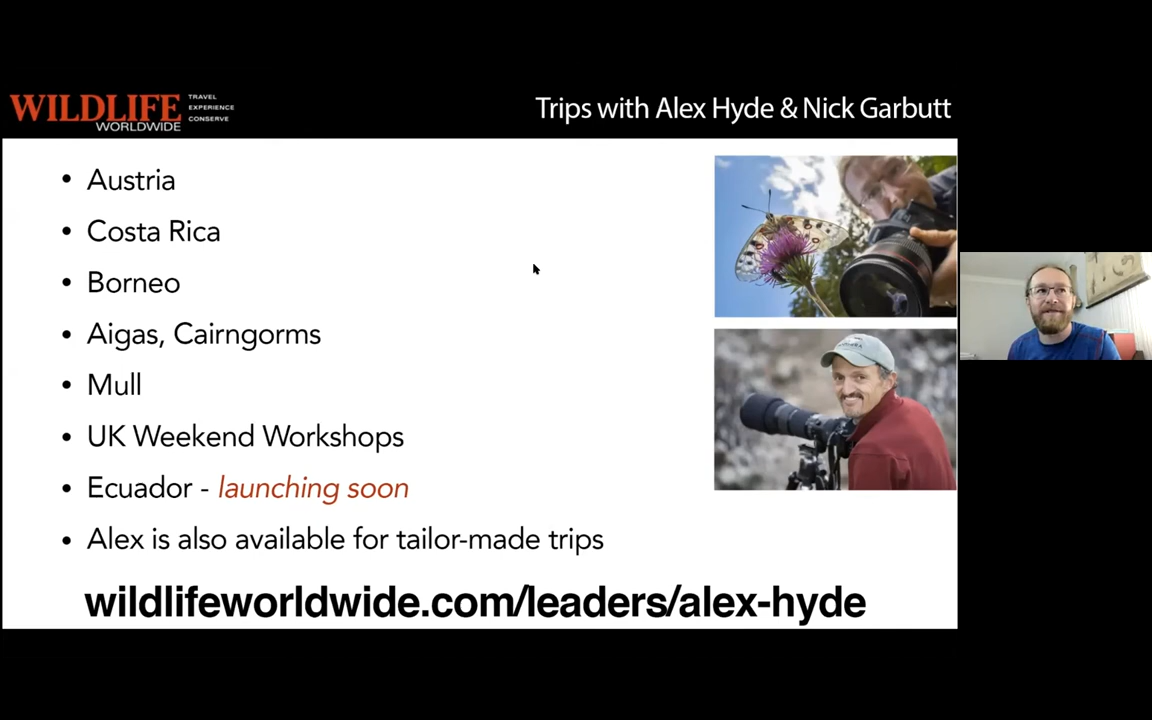 WILDLIFE
WORLDWIDE
TRAVEL
EXPERIENCE
CONSERVE
Trips with Alex Hyde & Nick Garbutt
• Austria
• Costa Rica
• Borneo
• Aigas, Cairngorms
• Mull
• UK Weekend Workshops
• Ecuador - launching soon
• Alex is also available for tailor-made trips
wildlifeworldwide.com/leaders/alex-hyde